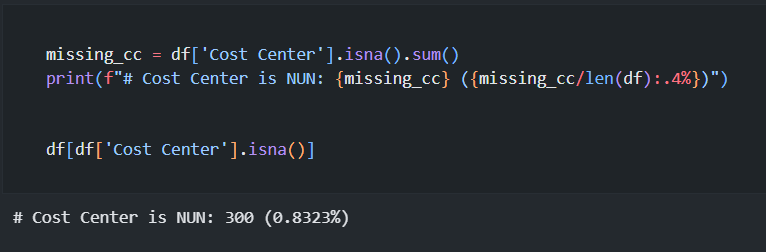 missing_cc = df['Cost Center'].isna().sum()
print(f"# Cost Center is NUN: {missing_cc} ({missing_cc/len(df):.4%})")
df[df['Cost Center'].isna()]
# Cost Center is NUN: 300 (0.8323%)